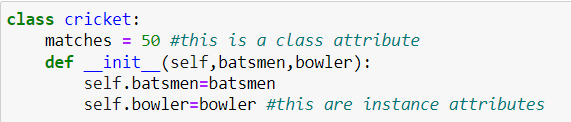 class cricket:
    matches = 50 #this is a class attribute
    def __init__(self,batsmen,bowler):
        self.batsmen=batsmen
        self.bowler=bowler #this are instance attributes